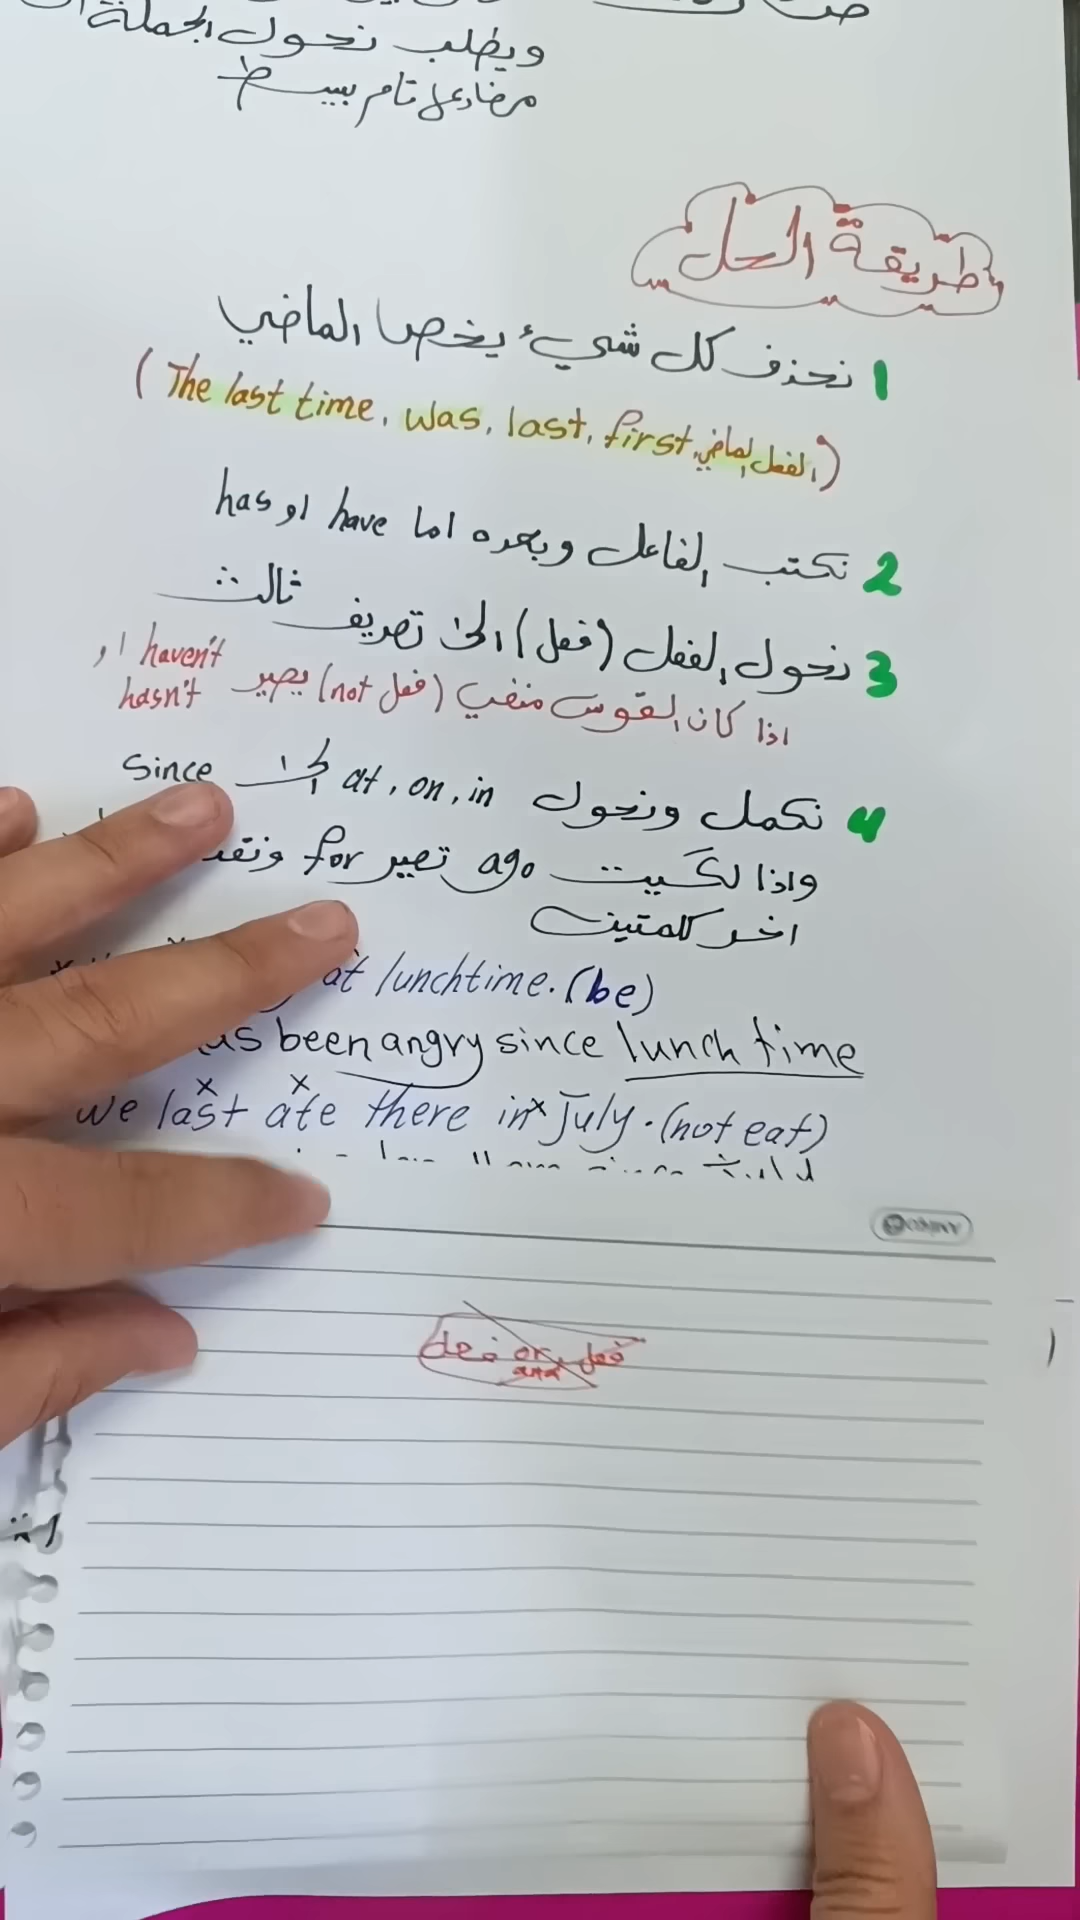 ويطلب نحول الجملة
مضارع تام بسيط
طريقة الحل
1 نحذف كل شيء يخص الماضي
(The last time, was, last, first, الفعل الماضي)
2 نكتب الفاعل وبعده اما have او has
3 نحول الفعل (فعل) الى تصريف ثالث
اذا كان القوس منفي (not فعل) يصير haven't او
hasn't
4 نكمل ونحول at, on, in الى since
واذا لكيت ago تصير for
اخر كلمتين
at lunchtime. (be)
been angry since lunch time
we last ate there in July. (not eat)
فعل or فعل
and